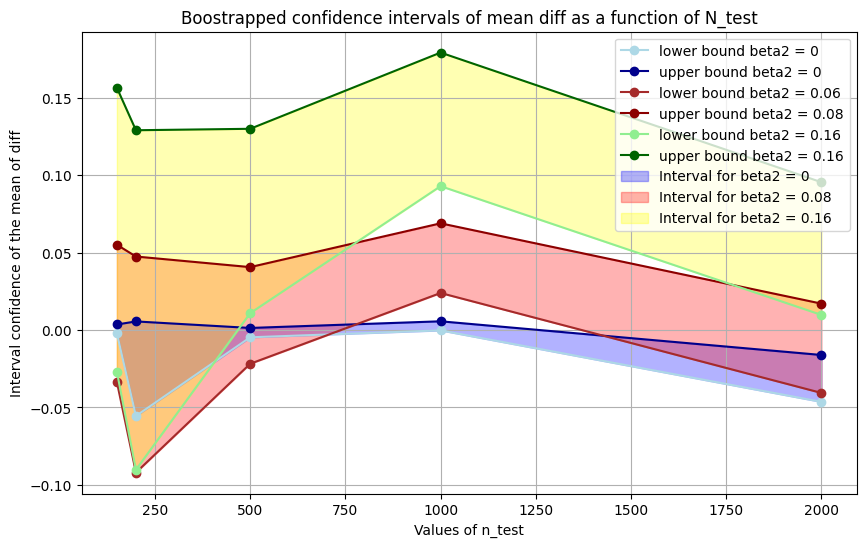 Boostrapped confidence intervals of mean diff as a function of N_test
lower bound beta2 = 0
upper bound beta2 = 0
lower bound beta2 = 0.06
upper bound beta2 = 0.08
lower bound beta2 = 0.16
upper bound beta2 = 0.16
Interval for beta2 = 0
Interval for beta2 = 0.08
Interval for beta2 = 0.16
Interval confidence of the mean of diff
0.15
0.10
0.05
0.00
−0.05
−0.10
250 500 750 1000 1250 1500 1750 2000
Values of n_test